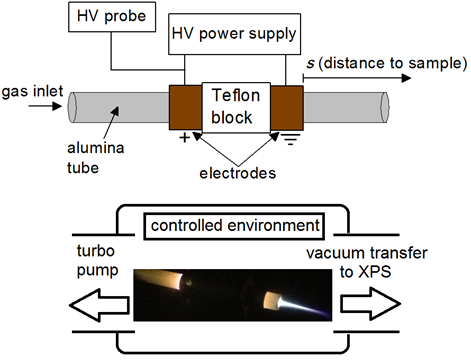 HV probe
HV power supply
s (distance to sample)
gas inlet
Teflon
block
alumina
tube
+
electrodes
controlled environment
turbo
pump
vacuum transfer
to XPS